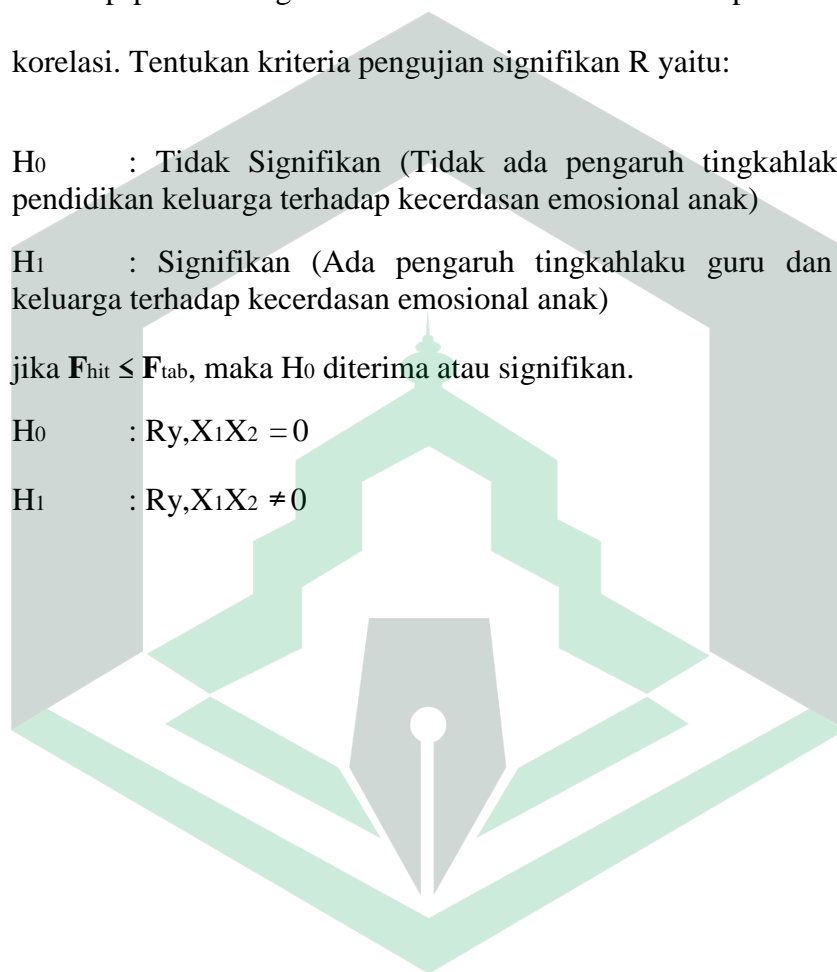 korelasi. Tentukan kriteria pengujian signifikan R yaitu:
H0 : Tidak Signifikan (Tidak ada pengaruh
pendidikan keluarga terhadap kecerdasan emosional anak)
H1 : Signifikan (Ada pengaruh tingkahlaku guru dan
keluarga terhadap kecerdasan emosional anak)
jika Fhit ≤ Ftab, maka H0 diterima atau signifikan.
H0 : Ry,X1X2 = 0
H1 : Ry,X1X2 ≠ 0